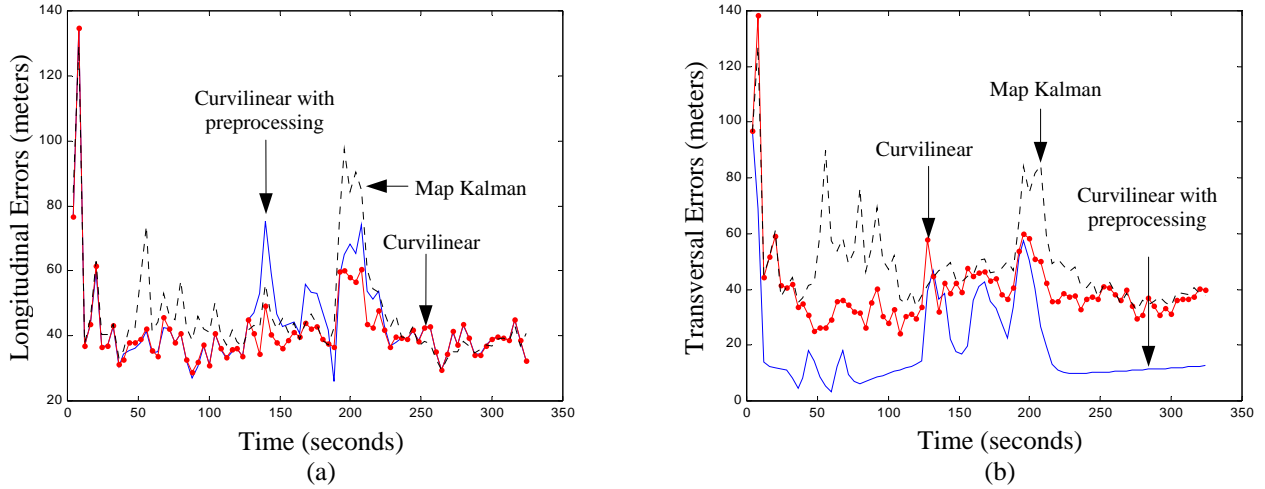 140
120
100
80
60
40
20
0
50
100
150
200
250
300
350
Longitudinal Errors (meters)
Time (seconds)
(a)
Curvilinear with
preprocessing
Map Kalman
Curvilinear
140
120
100
80
60
40
20
0
0
50
100
150
200
250
300
350
Transversal Errors (meters)
Time (seconds)
(b)
Curvilinear
Map Kalman
Curvilinear with
preprocessing